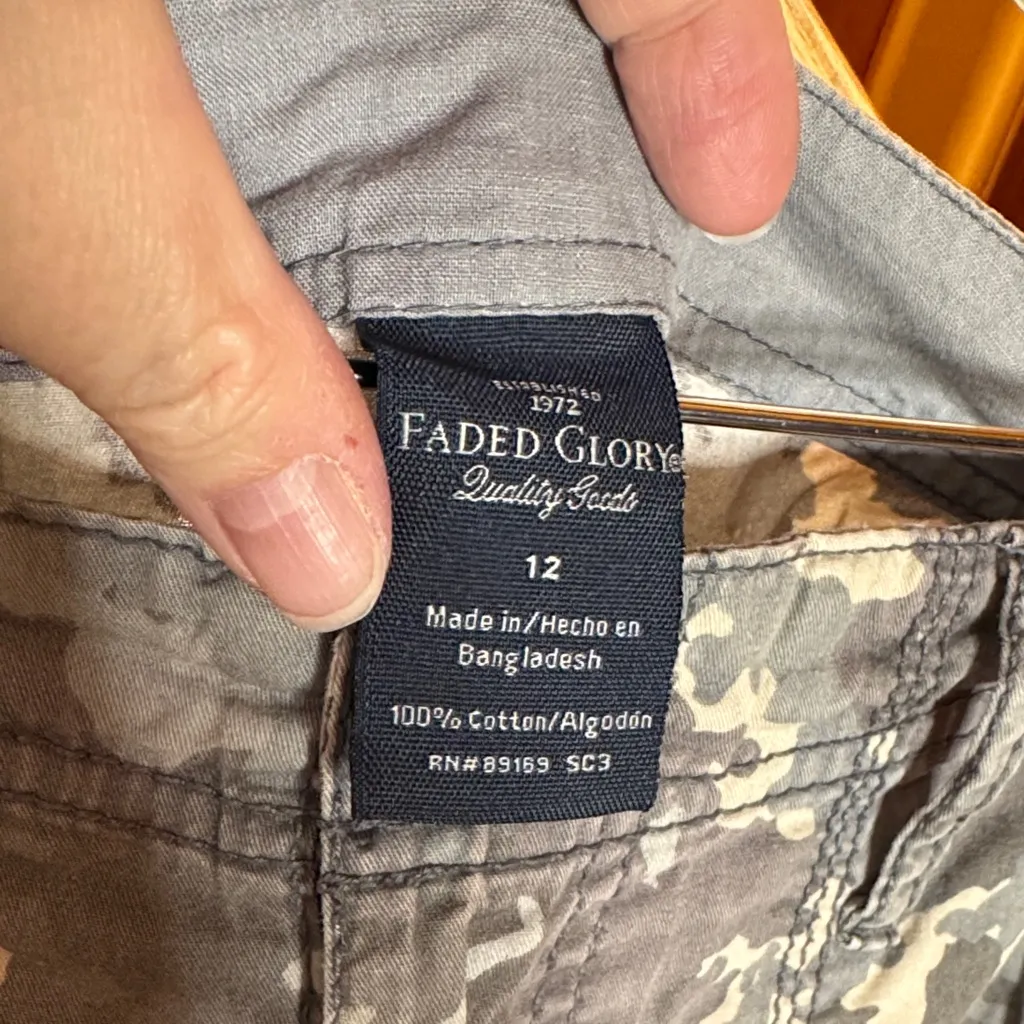 ESTABLISHED
1972
FADED GLORY®
Quality Goods
12
Made in/Hecho en
Bangladesh
100% Cotton/Algodón
RN#89169 SC3